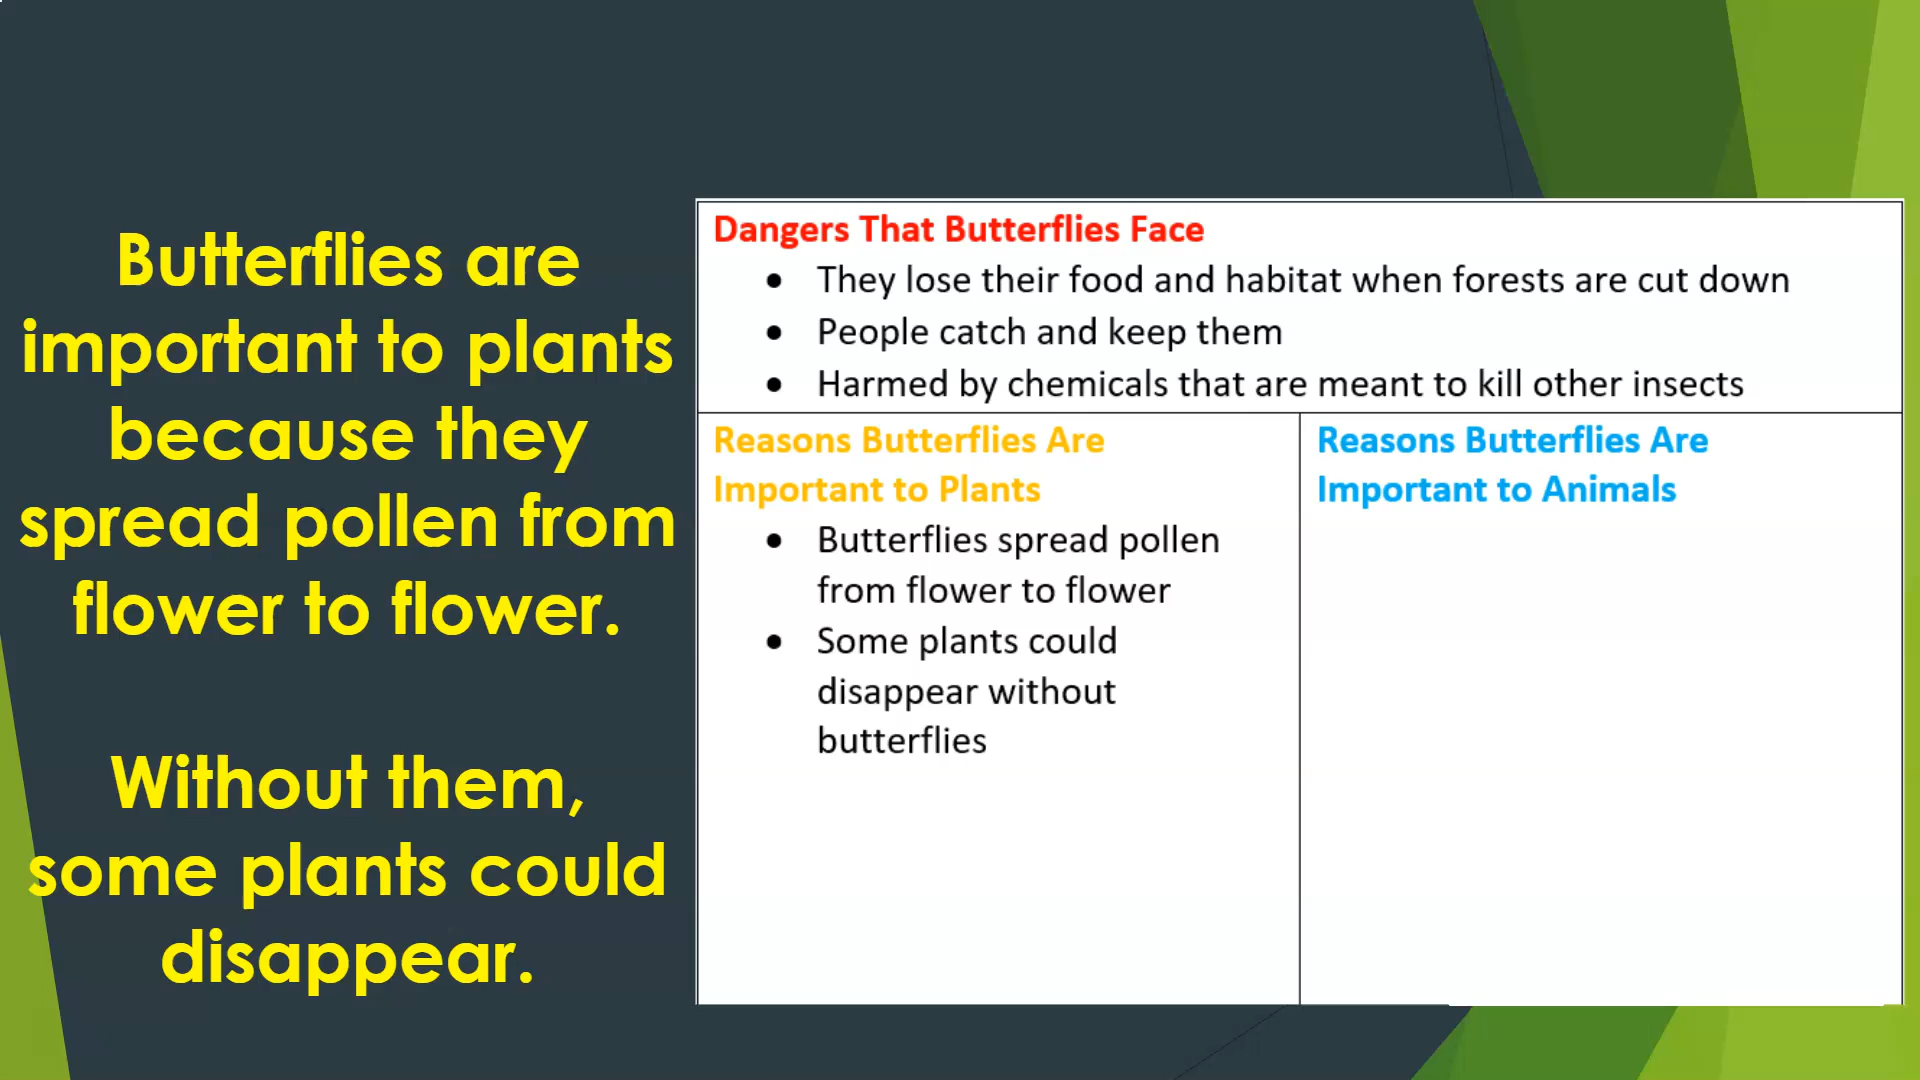 Butterflies are
important to plants
because they
spread pollen from
flower to flower.
Without them,
some plants could
disappear.
Dangers That Butterflies Face
• They lose their food and habitat when forests are cut down
• People catch and keep them
• Harmed by chemicals that are meant to kill other insects
Reasons Butterflies Are
Important to Plants
• Butterflies spread pollen
from flower to flower
• Some plants could
disappear without
butterflies
Reasons Butterflies Are
Important to Animals